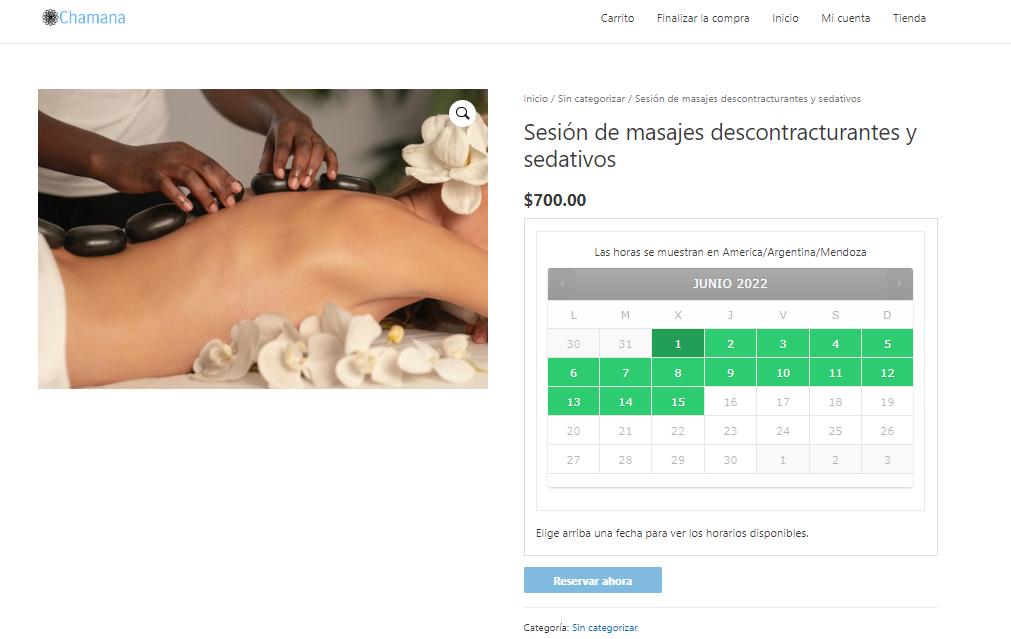 Chamana
Carrito Finalizar la compra Inicio Mi cuenta Tienda
Inicio / Sin categorizar / Sesión de masajes descontracturantes y sedativos
Sesión de masajes descontracturantes y
sedativos
$700.00
Las horas se muestran en America/Argentina/Mendoza
‹ JUNIO 2022 ›
L M X J V S D
30 31 1 2 3 4 5
6 7 8 9 10 11 12
13 14 15 16 17 18 19
20 21 22 23 24 25 26
27 28 29 30 1 2 3
Elige arriba una fecha para ver los horarios disponibles.
Reservar ahora
Categoría: Sin categorizar